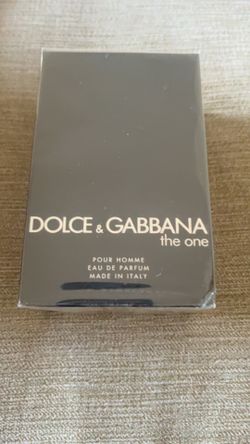 DOLCE & GABBANA
the one
POUR HOMME
EAU DE PARFUM
MADE IN ITALY